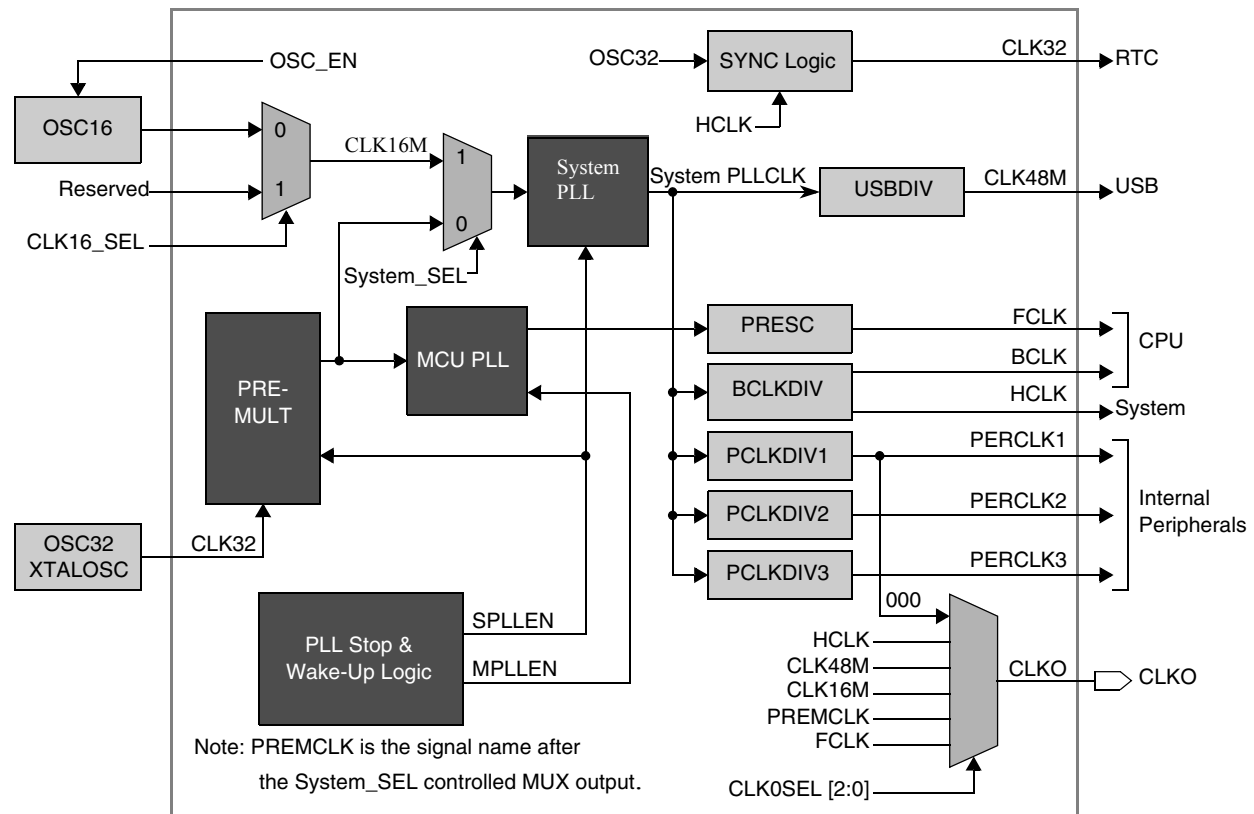 OSC_EN
OSC32
SYNC Logic
CLK32
RTC
HCLK
OSC16
0
CLK16M
1
Reserved
1
0
CLK16_SEL
System_SEL
System
PLL
System PLLCLK
USBDIV
CLK48M
USB
PRE-
MULT
MCU PLL
PRESC
FCLK
BCLKDIV
BCLK
HCLK
CPU
System
PCLKDIV1
PERCLK1
PCLKDIV2
PERCLK2
PCLKDIV3
PERCLK3
Internal
Peripherals
OSC32
XTALOSC
CLK32
PLL Stop &
Wake-Up Logic
SPLLEN
MPLLEN
000
HCLK
CLK48M
CLK16M
PREMCLK
FCLK
CLK0SEL [2:0]
CLKO
CLKO
Note: PREMCLK is the signal name after
the System_SEL controlled MUX output.